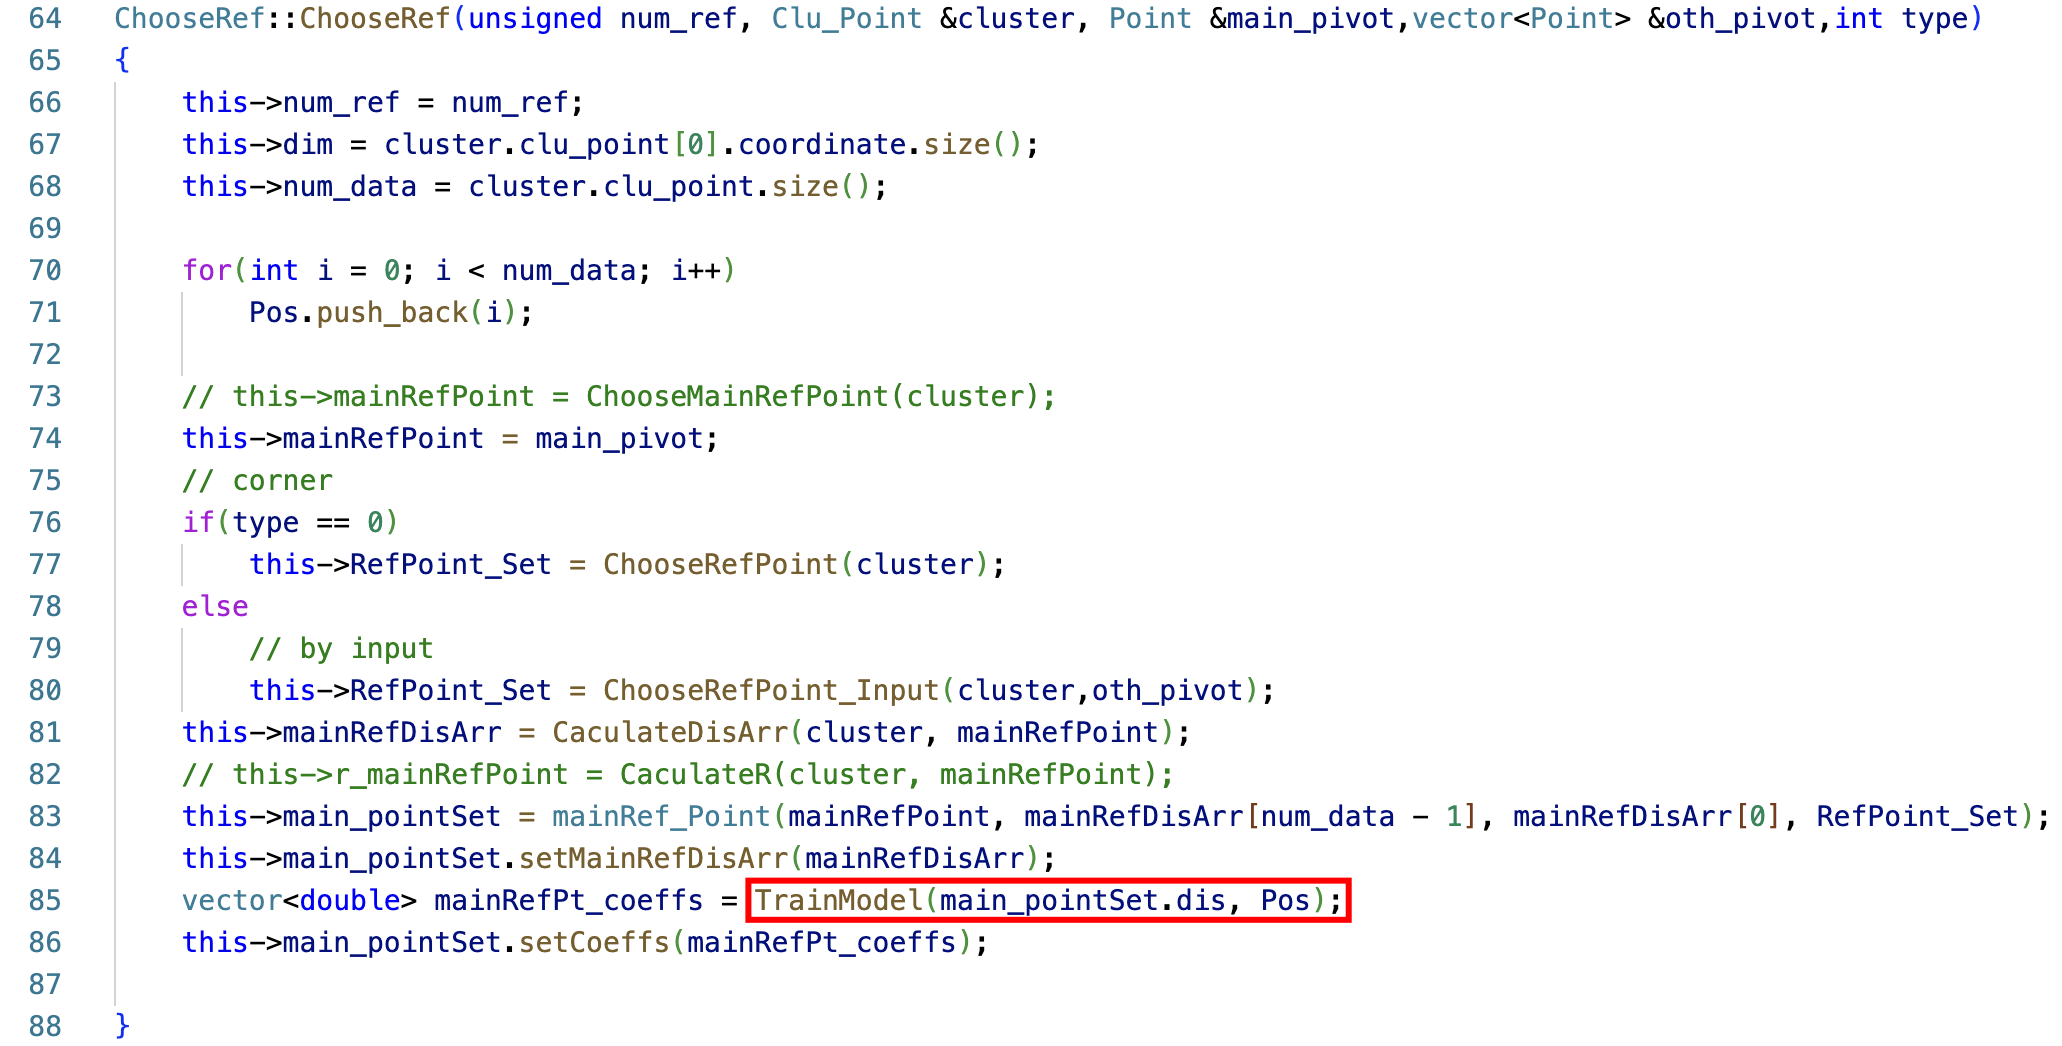 64 ChooseRef::ChooseRef(unsigned num_ref, Clu_Point &cluster, Point &main_pivot,vector<Point> &oth_pivot,int type)
65 {
66     this->num_ref = num_ref;
67     this->dim = cluster.clu_point[0].coordinate.size();
68     this->num_data = cluster.clu_point.size();
69
70     for(int i = 0; i < num_data; i++)
71         Pos.push_back(i);
72
73     // this->mainRefPoint = ChooseMainRefPoint(cluster);
74     this->mainRefPoint = main_pivot;
75     // corner
76     if(type == 0)
77         this->RefPoint_Set = ChooseRefPoint(cluster);
78     else
79         // by input
80         this->RefPoint_Set = ChooseRefPoint_Input(cluster,oth_pivot);
81     this->mainRefDisArr = CaculateDisArr(cluster, mainRefPoint);
82     // this->r_mainRefPoint = CaculateR(cluster, mainRefPoint);
83     this->main_pointSet = mainRef_Point(mainRefPoint, mainRefDisArr[num_data - 1], mainRefDisArr[0], RefPoint_Set);
84     this->main_pointSet.setMainRefDisArr(mainRefDisArr);
85     vector<double> mainRefPt_coeffs = TrainModel(main_pointSet.dis, Pos);
86     this->main_pointSet.setCoeffs(mainRefPt_coeffs);
87
88 }